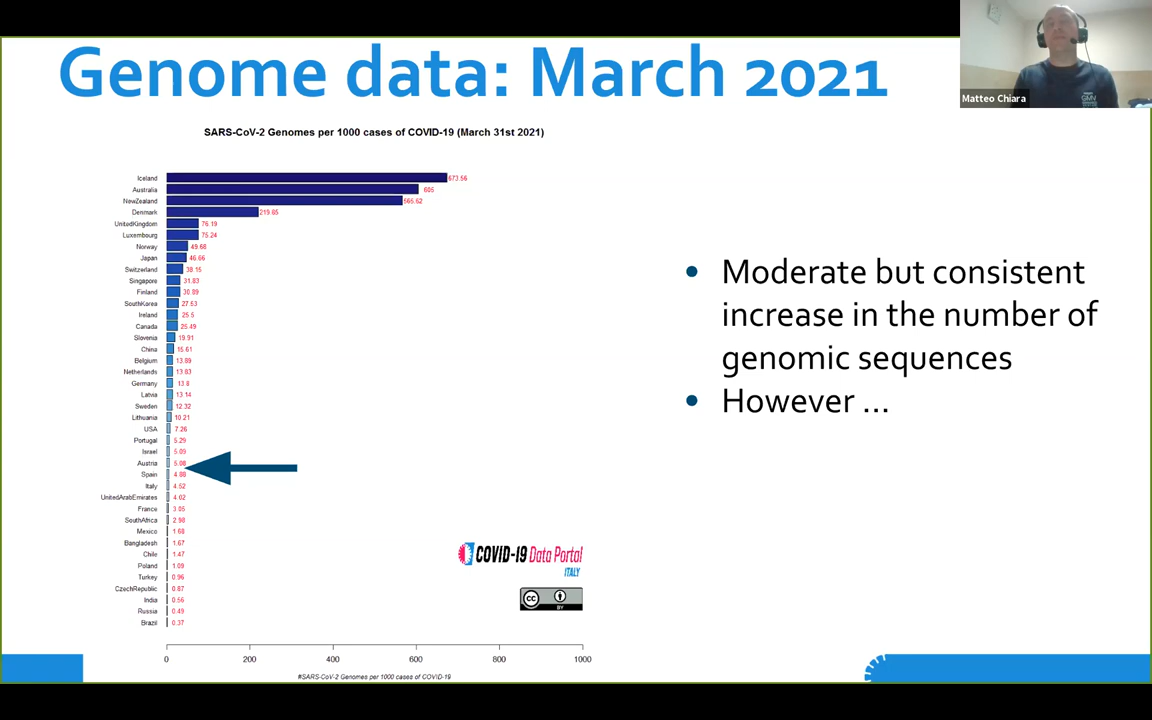 Genome data: March 2021
Matteo Chiara
SARS-CoV-2 Genomes per 1000 cases of COVID-19 (March 31st 2021)
Iceland 673.56
Australia 605
NewZealand 565.52
Denmark 219.65
UnitedKingdom 76.19
Luxembourg 75.24
Norway 49.68
Japan 46.66
Switzerland 38.15
Singapore 31.83
Finland 30.89
SouthKorea 27.53
Ireland 25.5
Canada 25.49
Slovenia 19.91
China 15.61
Belgium 13.89
Netherlands 13.83
Germany 13.8
Latvia 13.14
Sweden 12.32
Lithuania 10.21
USA 7.26
Portugal 5.29
Israel 5.09
Austria 5.08
Spain 4.88
Italy 4.52
UnitedArabEmirates 4.02
France 3.05
SouthAfrica 2.98
Mexico 1.68
Bangladesh 1.67
Chile 1.47
Poland 1.09
Turkey 0.96
CzechRepublic 0.87
India 0.56
Russia 0.49
Brazil 0.37
0 200 400 600 800 1000
#SARS-CoV-2 Genomes per 1000 cases of COVID-19
COVID-19 Data Portal
ITALY
CC
BY
• Moderate but consistent
increase in the number of
genomic sequences
• However ...